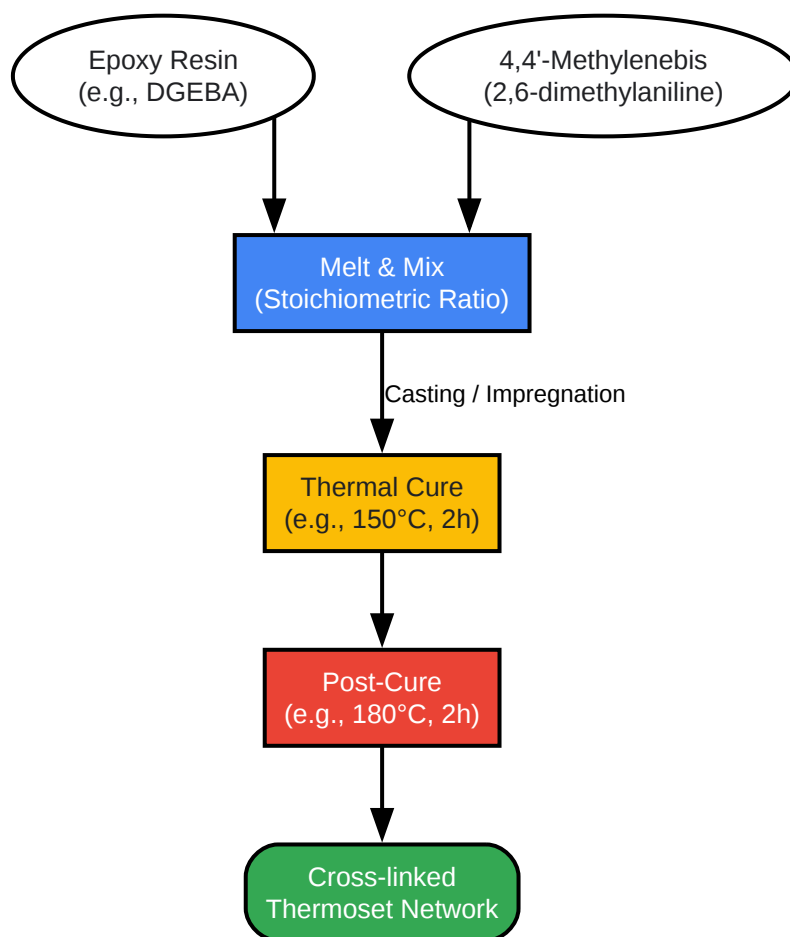 Epoxy Resin
(e.g., DGEBA)
4,4'-Methylenebis
(2,6-dimethylaniline)
Melt & Mix
(Stoichiometric Ratio)
Casting / Impregnation
Thermal Cure
(e.g., 150°C, 2h)
Post-Cure
(e.g., 180°C, 2h)
Cross-linked
Thermoset Network